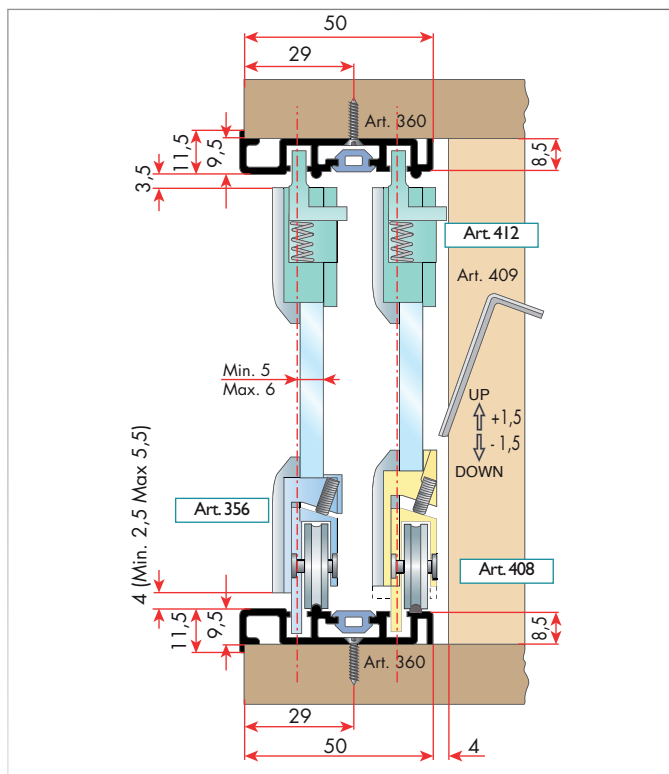 50
29
Art. 360
11,5
9,5
8,5
3,5
Art. 412
Art. 409
Min. 5
Max. 6
UP
+1,5
- 1,5
DOWN
4 (Min. 2,5 Max 5,5)
Art. 356
Art. 408
11,5
9,5
8,5
Art. 360
29
50
4